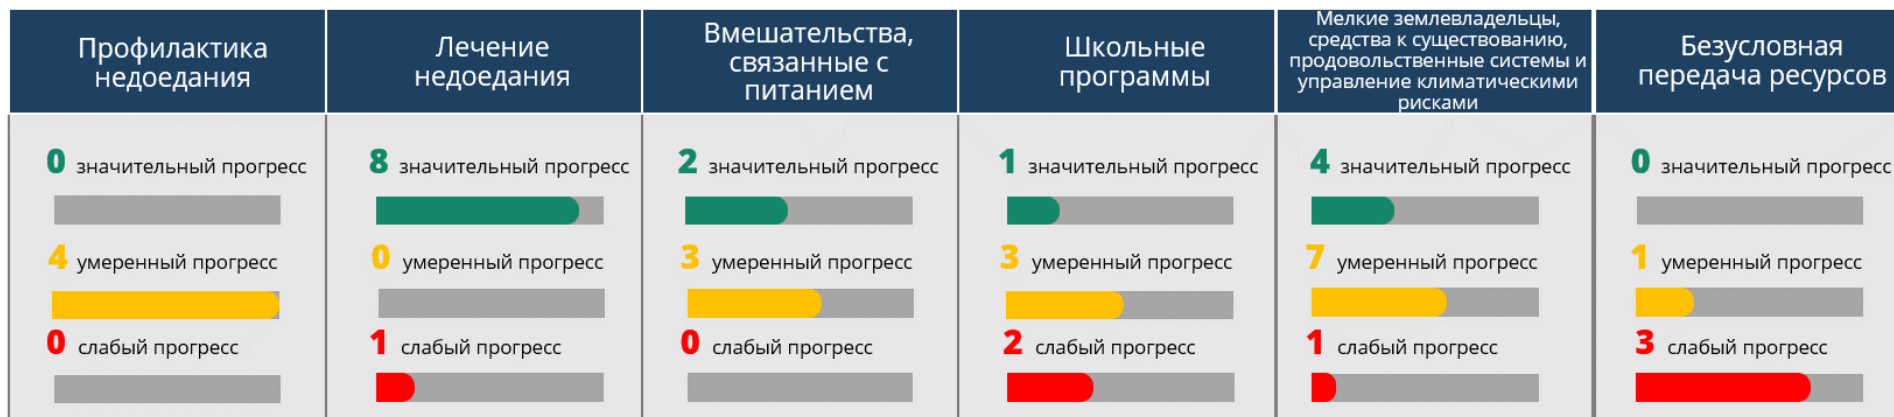 Профилактика
недоедания
Лечение
недоедания
Вмешательства,
связанные с
питанием
Школьные
программы
Мелкие землевладельцы,
средства к существованию,
продовольственные системы и
управление климатическими
рисками
Безусловная
передача ресурсов
0 значительный прогресс
4 умеренный прогресс
0 слабый прогресс
8 значительный прогресс
0 умеренный прогресс
1 слабый прогресс
2 значительный прогресс
3 умеренный прогресс
0 слабый прогресс
1 значительный прогресс
3 умеренный прогресс
2 слабый прогресс
4 значительный прогресс
7 умеренный прогресс
1 слабый прогресс
0 значительный прогресс
1 умеренный прогресс
3 слабый прогресс